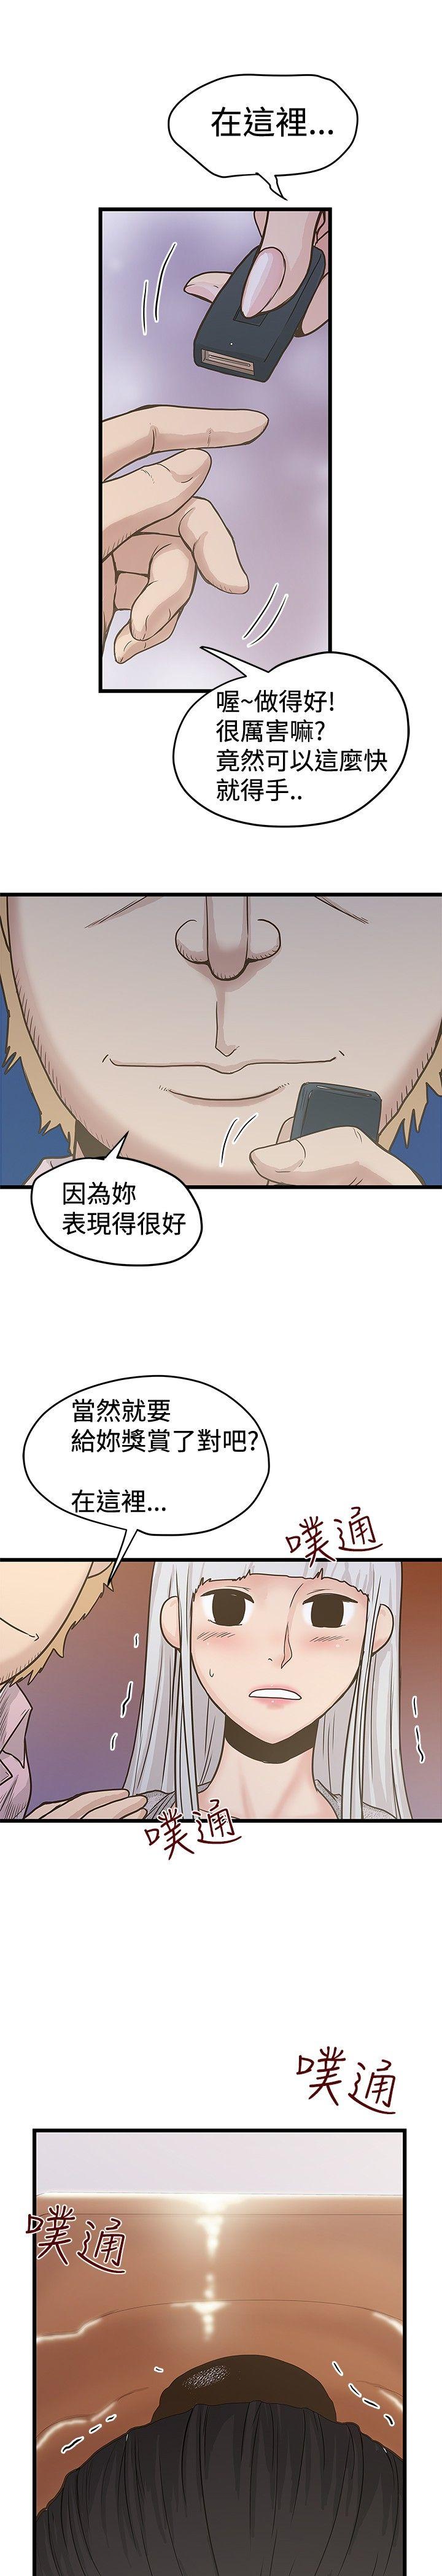 在這裡...
喔~做得好!
很厲害嘛?
竟然可以這麼快
就得手..
因為妳
表現得很好
當然就要
給妳獎賞了對吧?
在這裡...
噗通
噗通
噗通
噗通